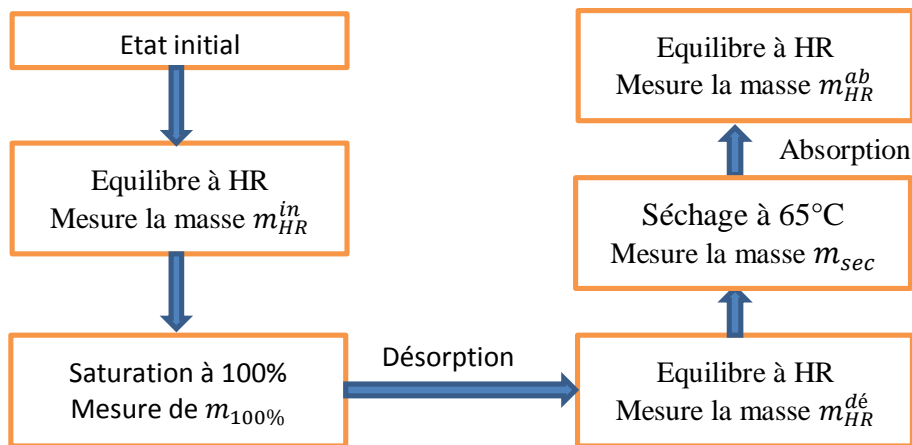 Etat initial
Equilibre à HR
Mesure la masse $m_{HR}^{in}$
Saturation à 100%
Mesure de $m_{100\%}$
Désorption
Equilibre à HR
Mesure la masse $m_{HR}^{dé}$
Séchage à 65°C
Mesure la masse $m_{sec}$
Absorption
Equilibre à HR
Mesure la masse $m_{HR}^{ab}$